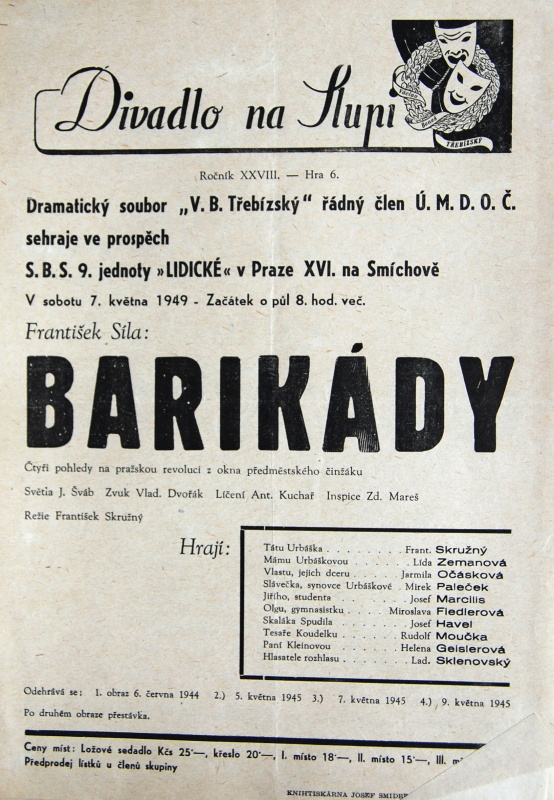 Divadlo na Slupi
TŘEBÍZSKÝ
Ročník XXVIII. — Hra 6.
Dramatický soubor „V. B. Třebízský" řádný člen Ú. M. D. O. Č.
sehraje ve prospěch
S. B. S. 9. jednoty »LIDICKÉ« v Praze XVI. na Smíchově
V sobotu 7. května 1949 - Začátek o půl 8. hod. več.
František Síla:
BARIKÁDY
Čtyři pohledy na pražskou revoluci z okna předměstského činžáku
Světla J. Šváb Zvuk Vlad. Dvořák Líčení Ant. Kuchař Inspice Zd. Mareš
Režie František Skružný
Hrají:
Tátu Urbáška . . . . . . . . Frant. Skružný
Mámu Urbáškovou . . . . . . . Lída Zemanová
Vlastu, jejich dceru . . . . . Jarmila Očásková
Slávečka, synovce Urbáškové . Mirek Paleček
Jiřího, studenta . . . . . . . Josef Marcilis
Olgu, gymnasistku . . . . Miroslava Fiedlerová
Skaláka Spudila . . . . . . . Josef Havel
Tesaře Koudelku . . . . . . Rudolf Moučka
Paní Kleinovou . . . . . . Helena Geislerová
Hlasatele rozhlasu . . . . . . Lad. Sklenovský
Odehrává se: 1. obraz 6. června 1944 2.) 5. května 1945 3.) 7. května 1945 4.) 9. května 1945
Po druhém obraze přestávka.
Ceny míst: Ložové sedadlo Kčs 25·—, křeslo 20·—, I. místo 18·—, II. místo 15·—, III.
Předprodej lístků u členů skupiny
KNIHTISKÁRNA JOSEF